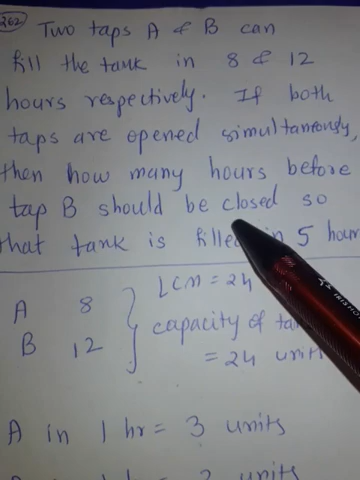 262 Two taps A & B can
fill the tank in 8 & 12
hours respectively. If both
taps are opened simultaneously,
then how many hours before
tap B should be closed so
that tank is filled in 5 hour
A 8
B 12
LCM = 24
capacity of
= 24 units
A in 1 hr = 3 units